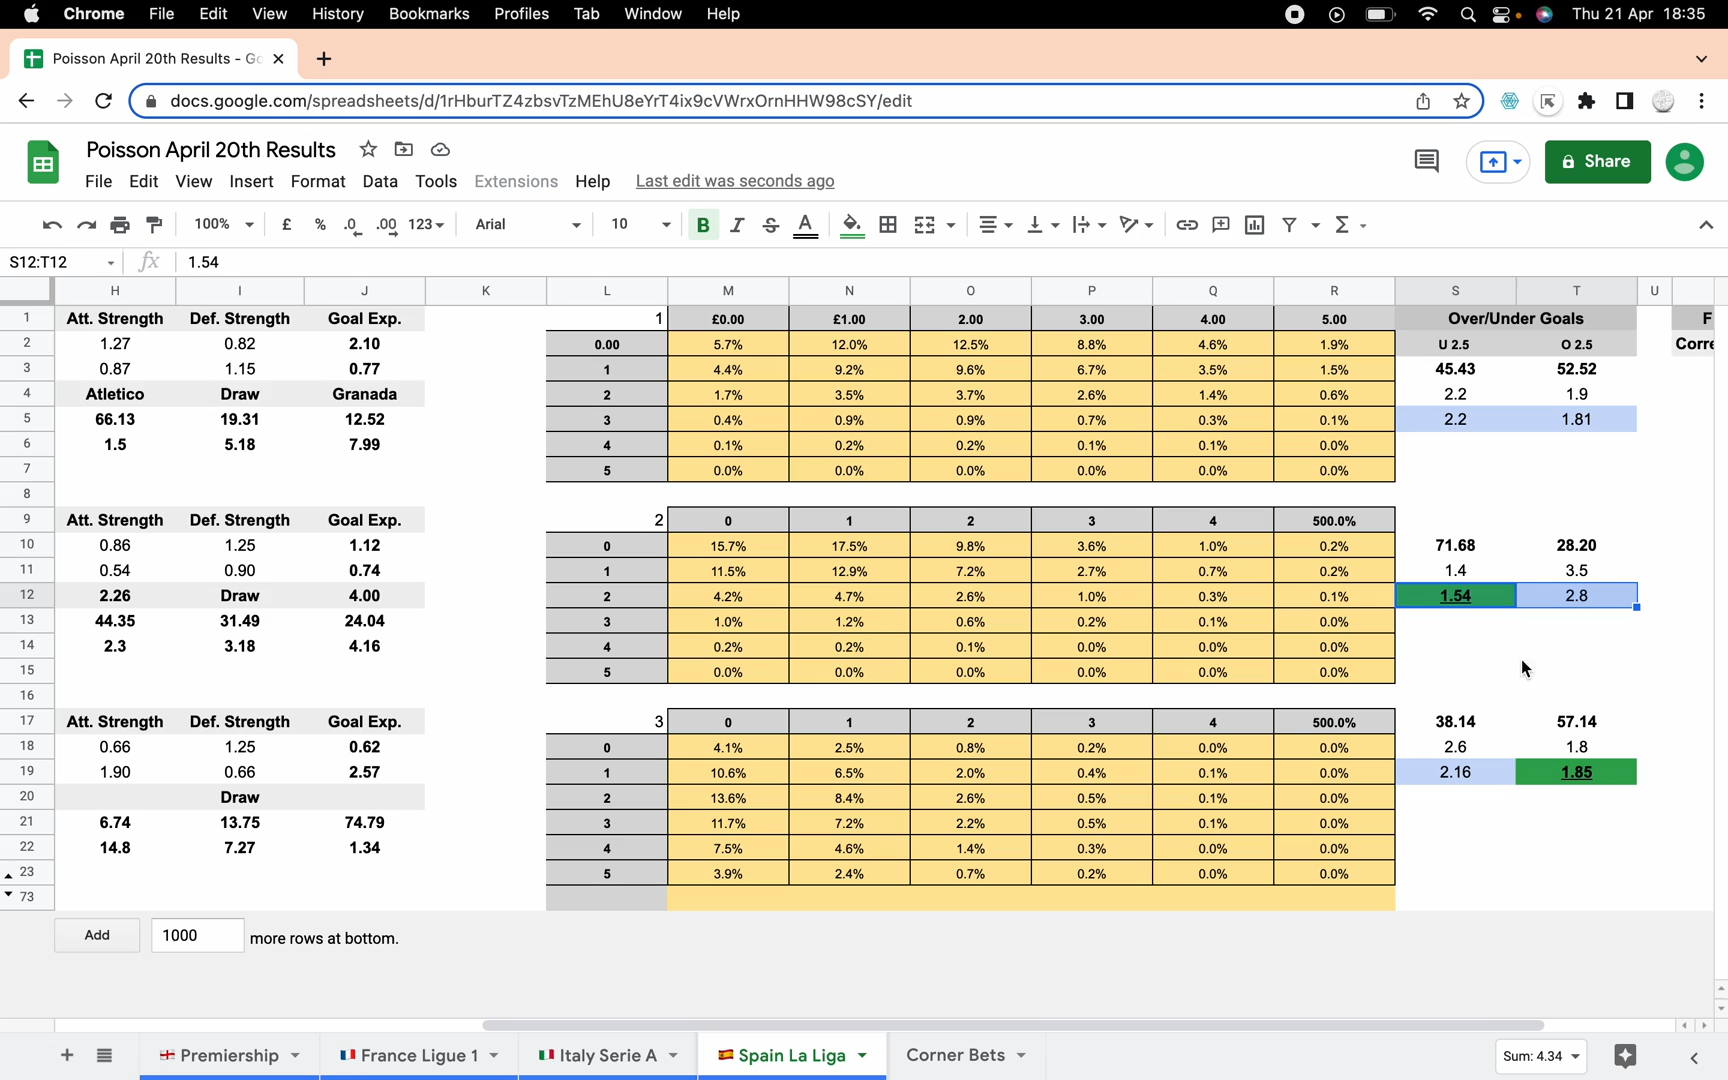 Chrome File Edit View History Bookmarks Profiles Tab Window Help Thu 21 Apr 18:35
Poisson April 20th Results - Go
docs.google.com/spreadsheets/d/1rHburTZ4zbsvTzMEhU8eYrT4ix9cVWrxOrnHHW98cSY/edit
Poisson April 20th Results
File Edit View Insert Format Data Tools Extensions Help Last edit was seconds ago
Share
100% £ % .0 .00 123 Arial 10 B I S A
S12:T12 fx 1.54
H I J K L M N O P Q R S T U
1 Att. Strength Def. Strength Goal Exp. 1 £0.00 £1.00 2.00 3.00 4.00 5.00 Over/Under Goals F
2 1.27 0.82 2.10 0.00 5.7% 12.0% 12.5% 8.8% 4.6% 1.9% U 2.5 O 2.5 Corre
3 0.87 1.15 0.77 1 4.4% 9.2% 9.6% 6.7% 3.5% 1.5% 45.43 52.52
4 Atletico Draw Granada 2 1.7% 3.5% 3.7% 2.6% 1.4% 0.6% 2.2 1.9
5 66.13 19.31 12.52 3 0.4% 0.9% 0.9% 0.7% 0.3% 0.1% 2.2 1.81
6 1.5 5.18 7.99 4 0.1% 0.2% 0.2% 0.1% 0.1% 0.0%
7 5 0.0% 0.0% 0.0% 0.0% 0.0% 0.0%
8
9 Att. Strength Def. Strength Goal Exp. 2 0 1 2 3 4 500.0%
10 0.86 1.25 1.12 0 15.7% 17.5% 9.8% 3.6% 1.0% 0.2% 71.68 28.20
11 0.54 0.90 0.74 1 11.5% 12.9% 7.2% 2.7% 0.7% 0.2% 1.4 3.5
12 2.26 Draw 4.00 2 4.2% 4.7% 2.6% 1.0% 0.3% 0.1% 1.54 2.8
13 44.35 31.49 24.04 3 1.0% 1.2% 0.6% 0.2% 0.1% 0.0%
14 2.3 3.18 4.16 4 0.2% 0.2% 0.1% 0.0% 0.0% 0.0%
15 5 0.0% 0.0% 0.0% 0.0% 0.0% 0.0%
16
17 Att. Strength Def. Strength Goal Exp. 3 0 1 2 3 4 500.0% 38.14 57.14
18 0.66 1.25 0.62 0 4.1% 2.5% 0.8% 0.2% 0.0% 0.0% 2.6 1.8
19 1.90 0.66 2.57 1 10.6% 6.5% 2.0% 0.4% 0.1% 0.0% 2.16 1.85
20 Draw 2 13.6% 8.4% 2.6% 0.5% 0.1% 0.0%
21 6.74 13.75 74.79 3 11.7% 7.2% 2.2% 0.5% 0.1% 0.0%
22 14.8 7.27 1.34 4 7.5% 4.6% 1.4% 0.3% 0.0% 0.0%
23 5 3.9% 2.4% 0.7% 0.2% 0.0% 0.0%
73
Add 1000 more rows at bottom.
Premiership France Ligue 1 Italy Serie A Spain La Liga Corner Bets Sum: 4.34